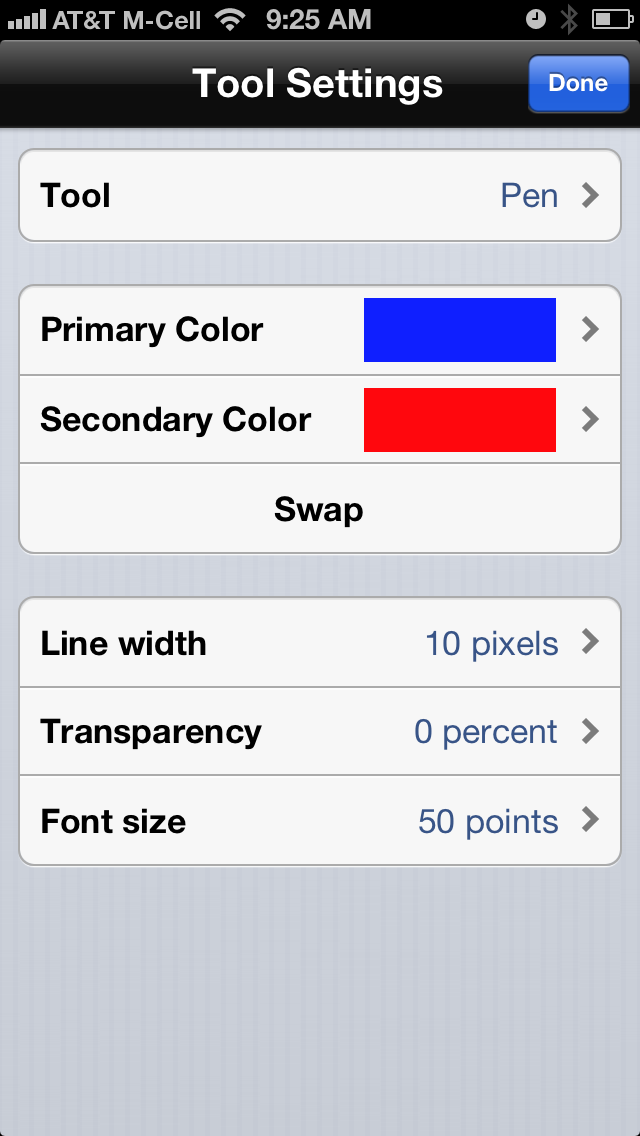 AT&T M-Cell 9:25 AM
Tool Settings
Done
Tool Pen
Primary Color
Secondary Color
Swap
Line width 10 pixels
Transparency 0 percent
Font size 50 points